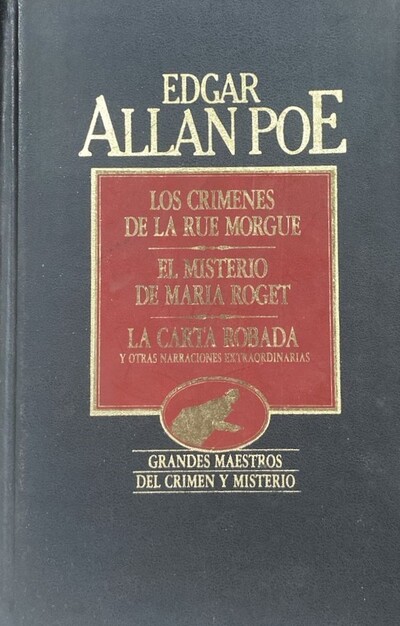 EDGAR
ALLAN POE
LOS CRIMENES
DE LA RUE MORGUE
EL MISTERIO
DE MARIA ROGET
LA CARTA ROBADA
Y OTRAS NARRACIONES EXTRAORDINARIAS
GRANDES MAESTROS
DEL CRIMEN Y MISTERIO